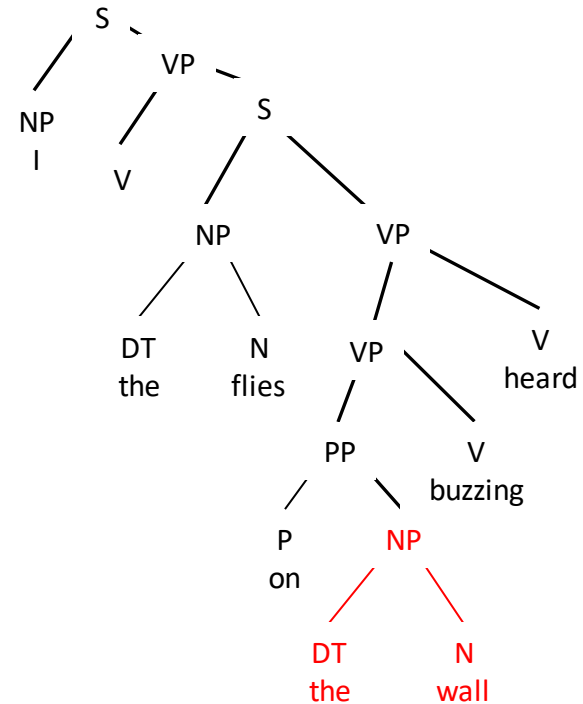 S
VP
NP
I
V
S
NP
VP
DT
the
N
flies
VP
V
heard
PP
V
buzzing
P
on
NP
DT
the
N
wall